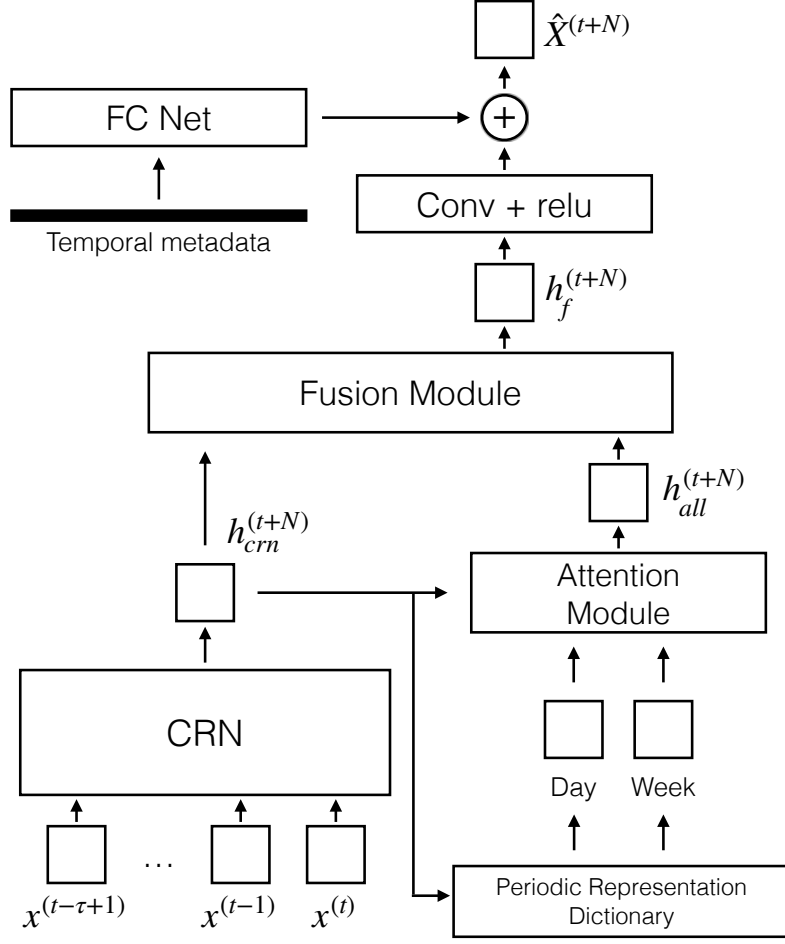 X̂^(t+N)
FC Net
+
Conv + relu
Temporal metadata
h_f^(t+N)
Fusion Module
h_all^(t+N)
h_crn^(t+N)
Attention
Module
CRN
Day Week
...
x^(t-τ+1) x^(t-1) x^(t)
Periodic Representation
Dictionary